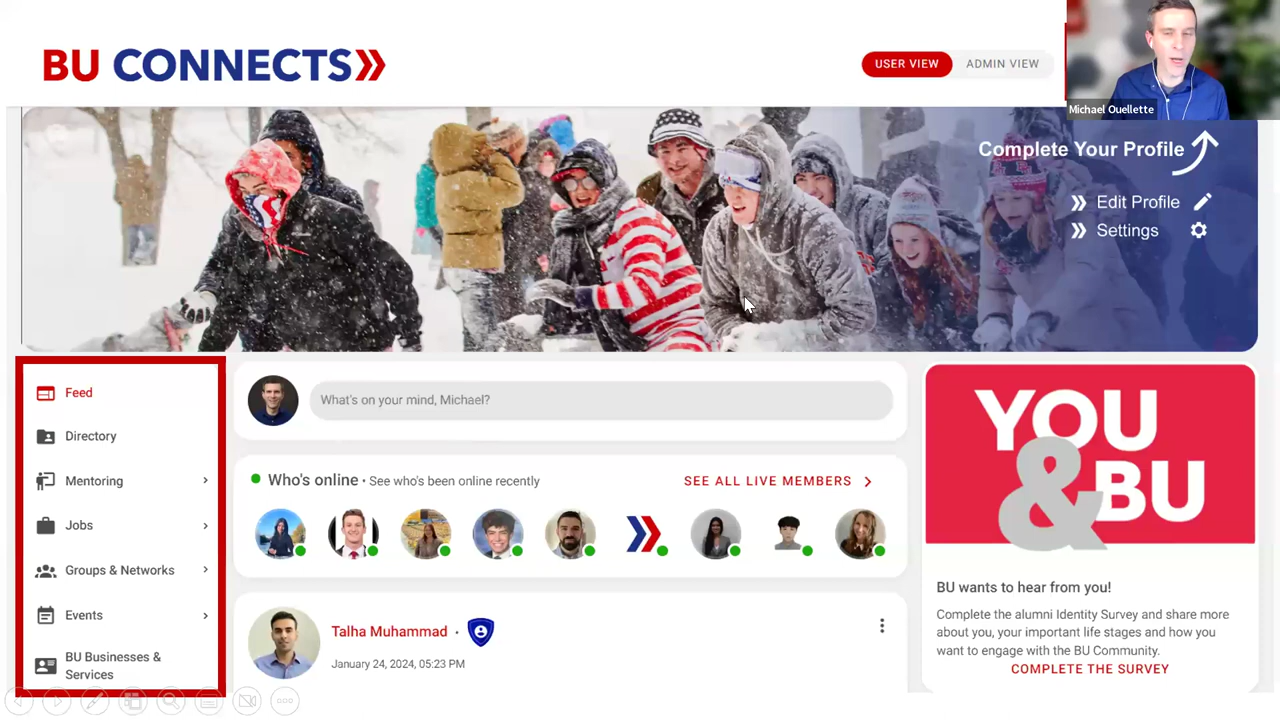 BU CONNECTS
USER VIEW
ADMIN VIEW
Michael Ouellette
Complete Your Profile
Edit Profile
Settings
Feed
Directory
Mentoring
Jobs
Groups & Networks
Events
BU Businesses &
Services
What's on your mind, Michael?
Who's online • See who's been online recently
SEE ALL LIVE MEMBERS
Talha Muhammad
January 24, 2024, 05:23 PM
YOU
& BU
BU wants to hear from you!
Complete the alumni Identity Survey and share more
about you, your important life stages and how you
want to engage with the BU Community.
COMPLETE THE SURVEY